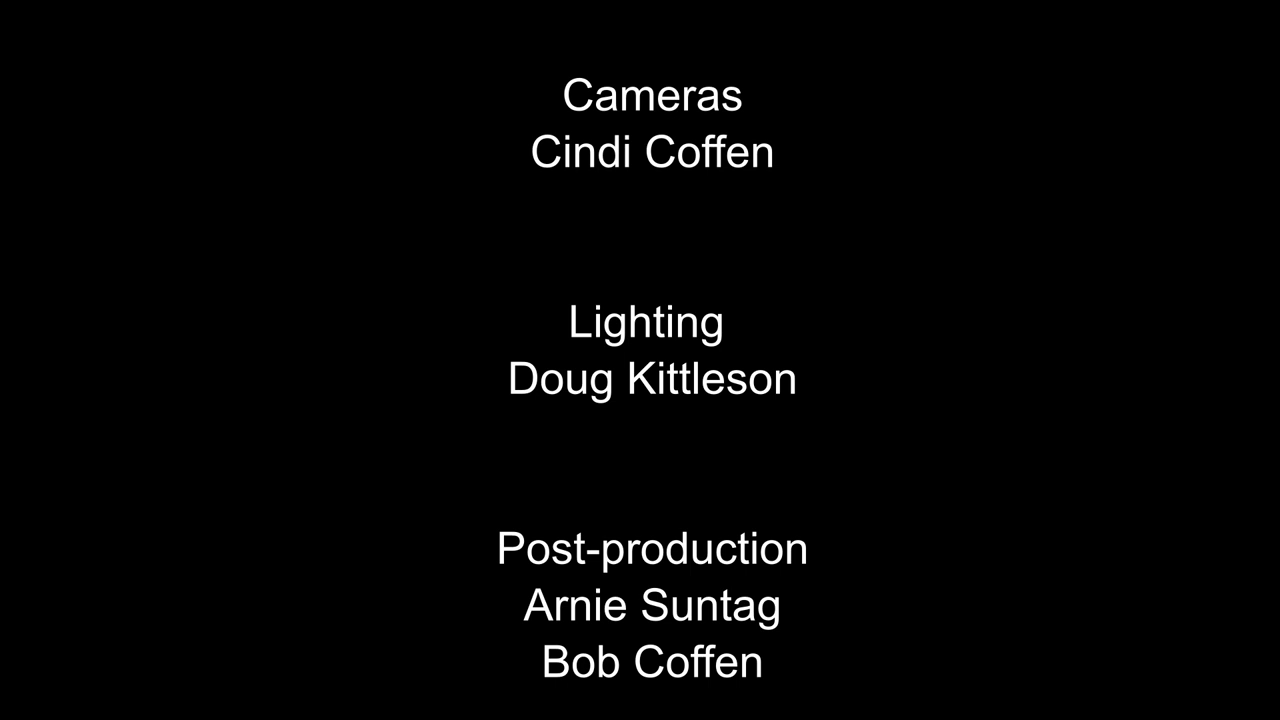 Cameras
Cindi Coffen
Lighting
Doug Kittleson
Post-production
Arnie Suntag
Bob Coffen